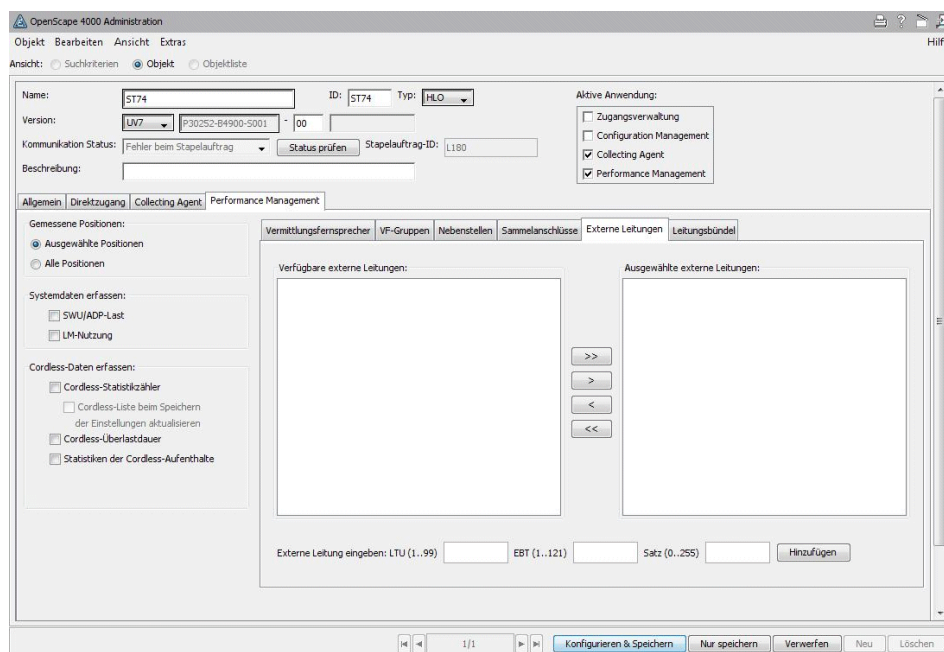 OpenScape 4000 Administration
Objekt Bearbeiten Ansicht Extras
Ansicht: Suchkriterien Objekt Objektliste
Name: ST74 ID: ST74 Typ: HLO
Version: UV7 P30252-B4900-S001 - 00
Kommunikation Status: Fehler beim Stapelauftrag Status prüfen Stapelauftrag-ID: L180
Beschreibung:
Aktive Anwendung:
Zugangsverwaltung
Configuration Management
Collecting Agent
Performance Management
Allgemein Direktzugang Collecting Agent Performance Management
Gemessene Positionen:
Ausgewählte Positionen
Alle Positionen
Systemdaten erfassen:
SWU/ADP-Last
LM-Nutzung
Cordless-Daten erfassen:
Cordless-Statistikzähler
Cordless-Liste beim Speichern
der Einstellungen aktualisieren
Cordless-Überlastdauer
Statistiken der Cordless-Aufenthalte
Vermittlungsfernsprecher VF-Gruppen Nebenstellen Sammelanschlüsse Externe Leitungen Leitungsbündel
Verfügbare externe Leitungen: Ausgewählte externe Leitungen:
>>
>
<
<<
Externe Leitung eingeben: LTU (1..99) EBT (1..121) Satz (0..255) Hinzufügen
1/1 Konfigurieren & Speichern Nur speichern Verwerfen Neu Löschen